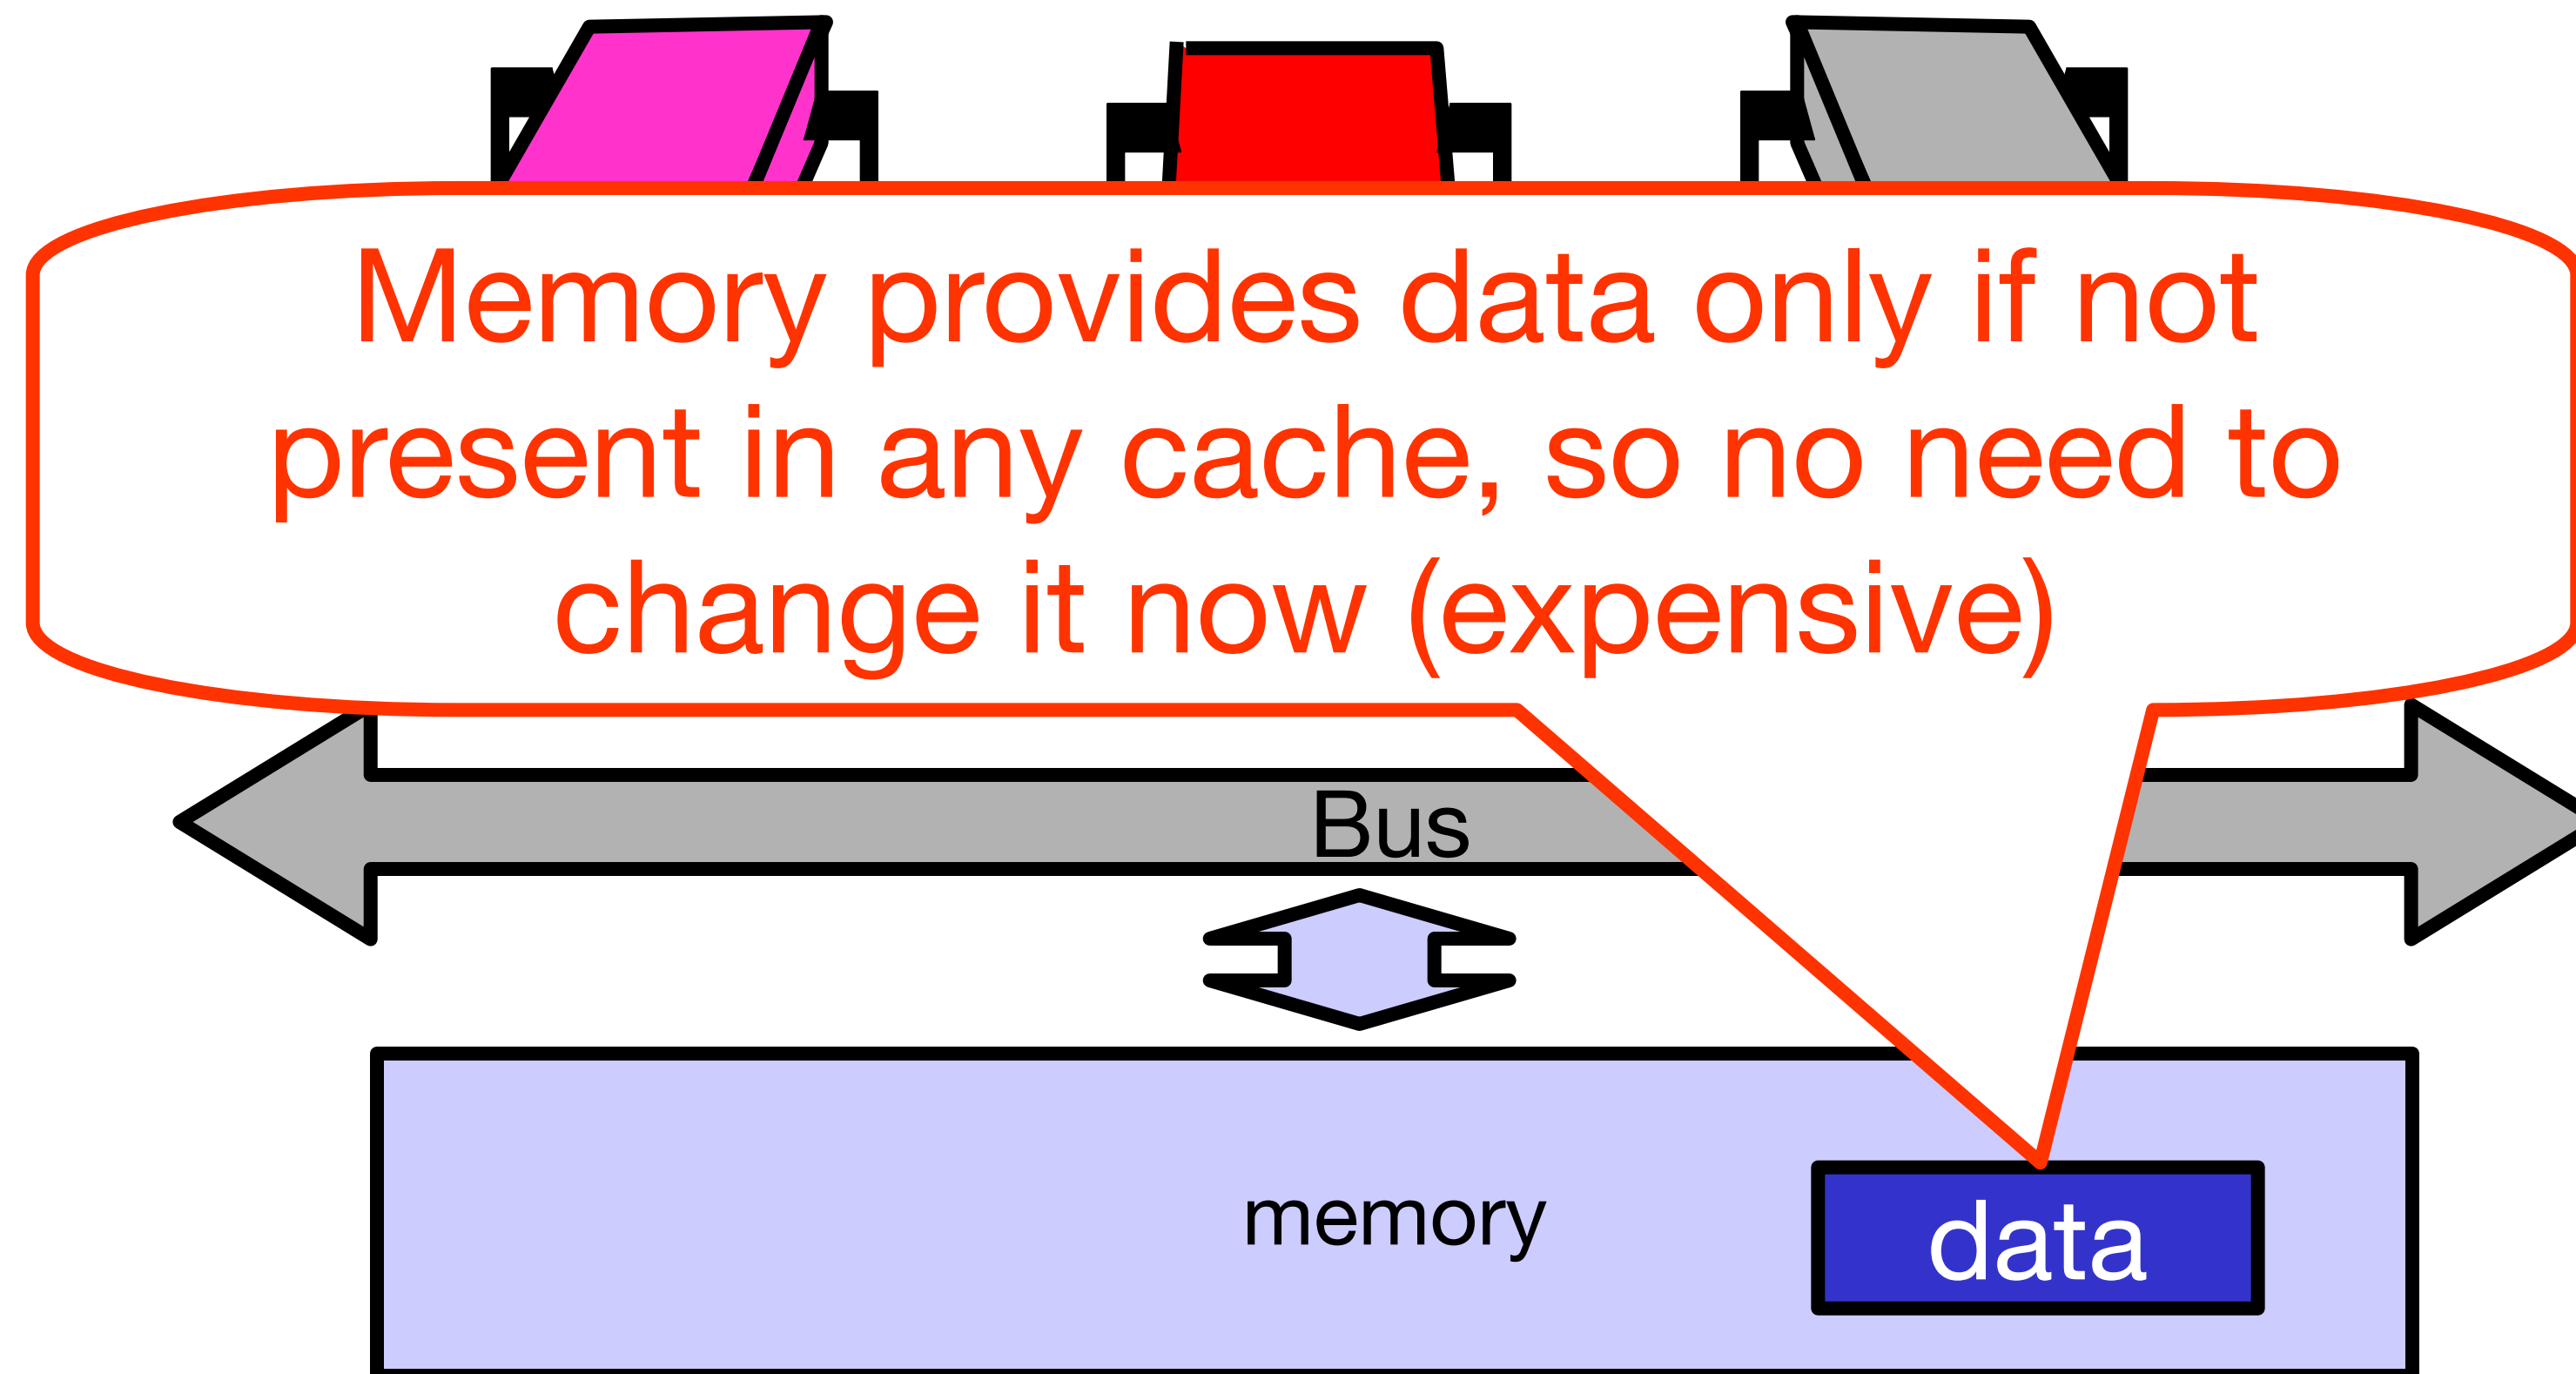 Memory provides data only if not
present in any cache, so no need to
change it now (expensive)
Bus
memory
data